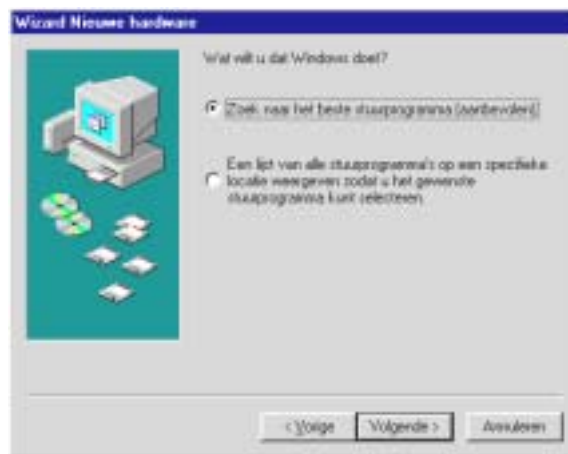 Wizard Nieuwe hardware
Wat wilt u dat Windows doet?
Zoek naar het beste stuurprogramma (aanbevolen)
Een lijst van alle stuurprogramma's op een specifieke
locatie weergeven zodat u het gewenste
stuurprogramma kunt selecteren.
< Vorige
Volgende >
Annuleren